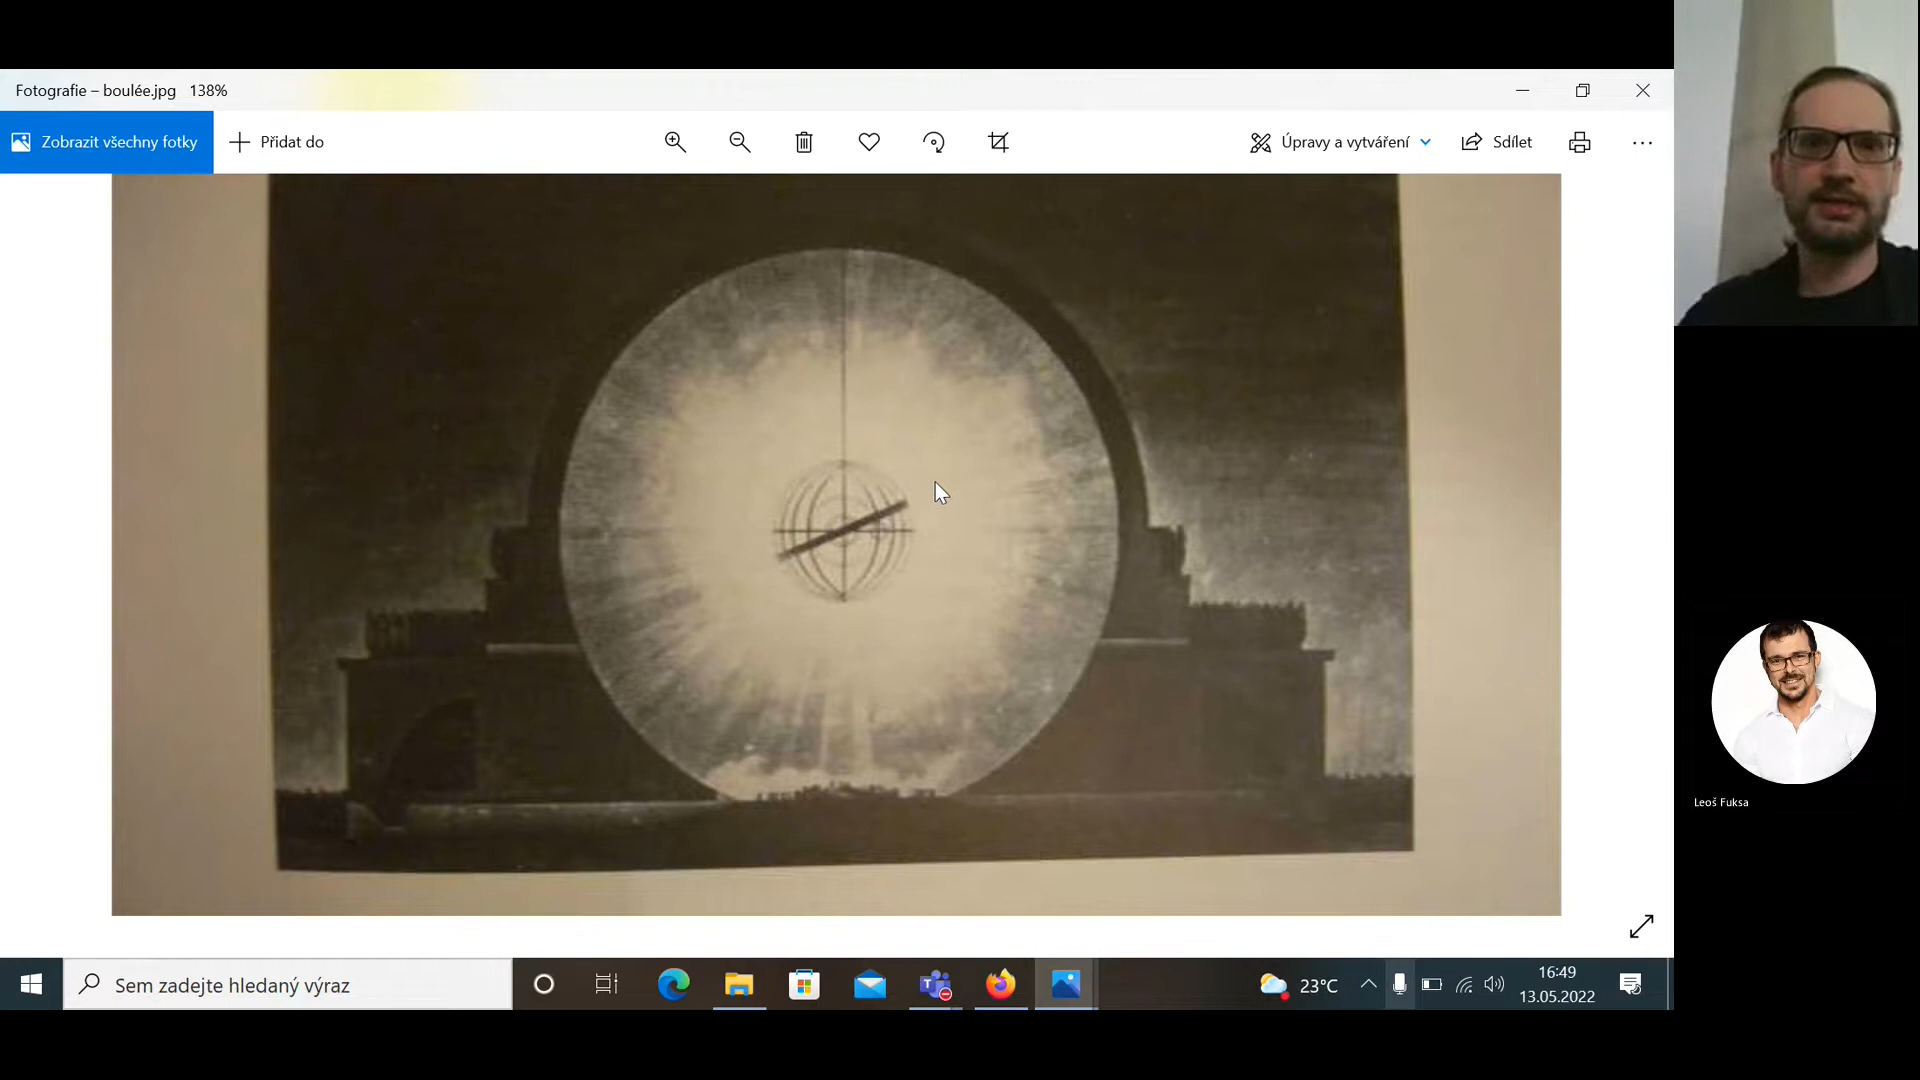 Fotografie – boulée.jpg 138%
Zobrazit všechny fotky
Přidat do
Úpravy a vytváření
Sdílet
Leoš Fuksa
Sem zadejte hledaný výraz
23°C
16:49
13.05.2022